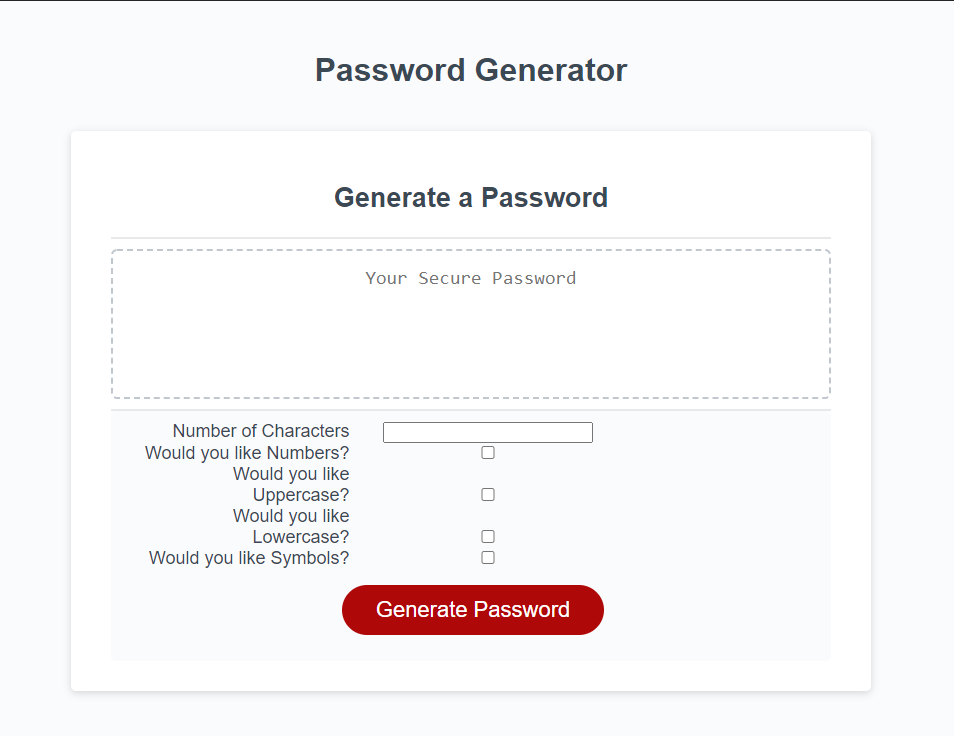 Password Generator
Generate a Password
Your Secure Password
Number of Characters
Would you like Numbers?
Would you like
Uppercase?
Would you like
Lowercase?
Would you like Symbols?
Generate Password